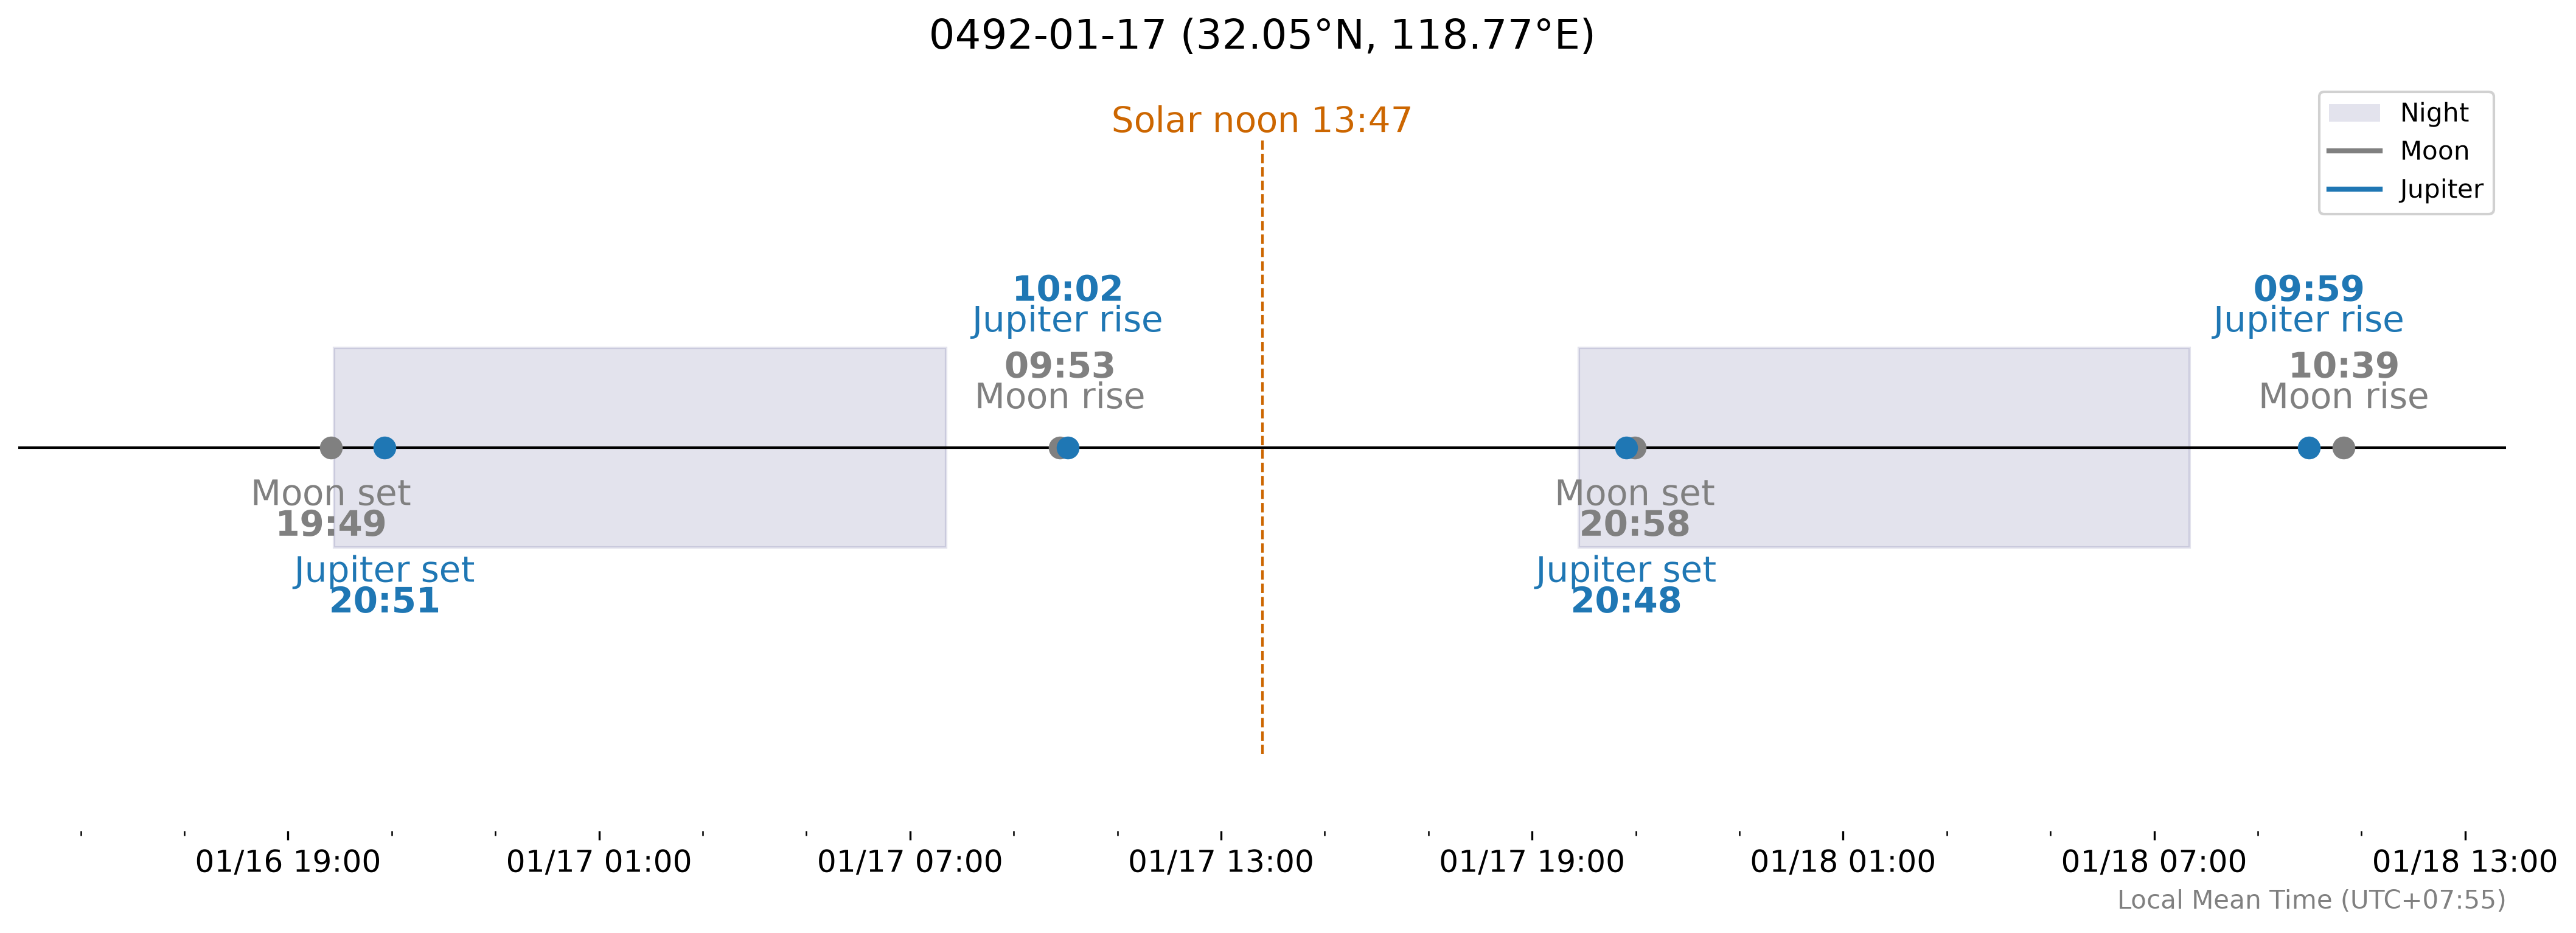 0492-01-17 (32.05°N, 118.77°E)
Solar noon 13:47
Night
Moon
Jupiter
10:02
Jupiter rise
09:53
Moon rise
09:59
Jupiter rise
10:39
Moon rise
Moon set
19:49
Jupiter set
20:51
Moon set
20:58
Jupiter set
20:48
01/16 19:00
01/17 01:00
01/17 07:00
01/17 13:00
01/17 19:00
01/18 01:00
01/18 07:00
01/18 13:00
Local Mean Time (UTC+07:55)